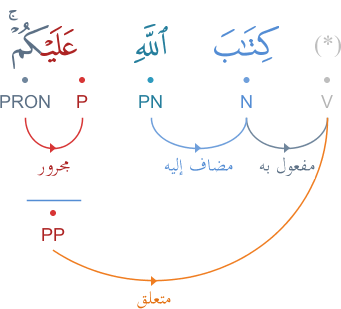 (*) كِتَٰبَ ٱللَّهِ عَلَيْكُمْ ۚ
V N PN P PRON
مفعول به مضاف إليه مجرور
PP
متعلق